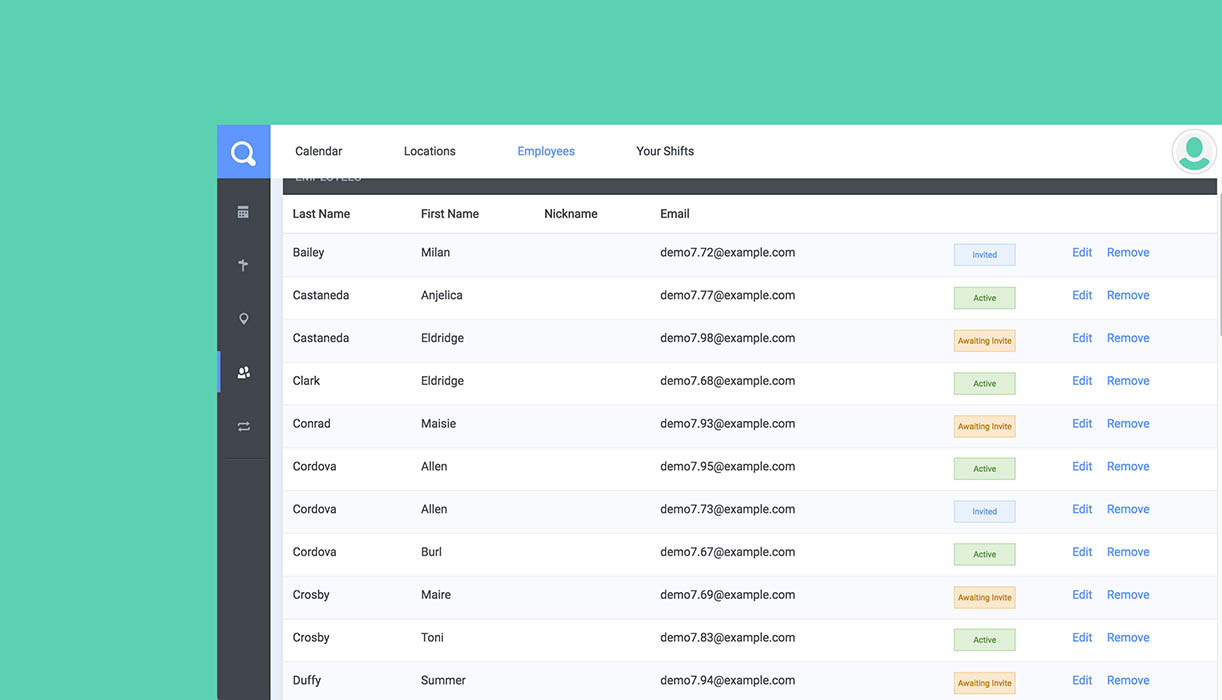 Calendar Locations Employees Your Shifts
EMPLOYEES
Last Name First Name Nickname Email
Bailey Milan demo7.72@example.com Invited Edit Remove
Castaneda Anjelica demo7.77@example.com Active Edit Remove
Castaneda Eldridge demo7.98@example.com Awaiting Invite Edit Remove
Clark Eldridge demo7.68@example.com Active Edit Remove
Conrad Maisie demo7.93@example.com Awaiting Invite Edit Remove
Cordova Allen demo7.95@example.com Active Edit Remove
Cordova Allen demo7.73@example.com Invited Edit Remove
Cordova Burl demo7.67@example.com Active Edit Remove
Crosby Maire demo7.69@example.com Awaiting Invite Edit Remove
Crosby Toni demo7.83@example.com Active Edit Remove
Duffy Summer demo7.94@example.com Awaiting Invite Edit Remove